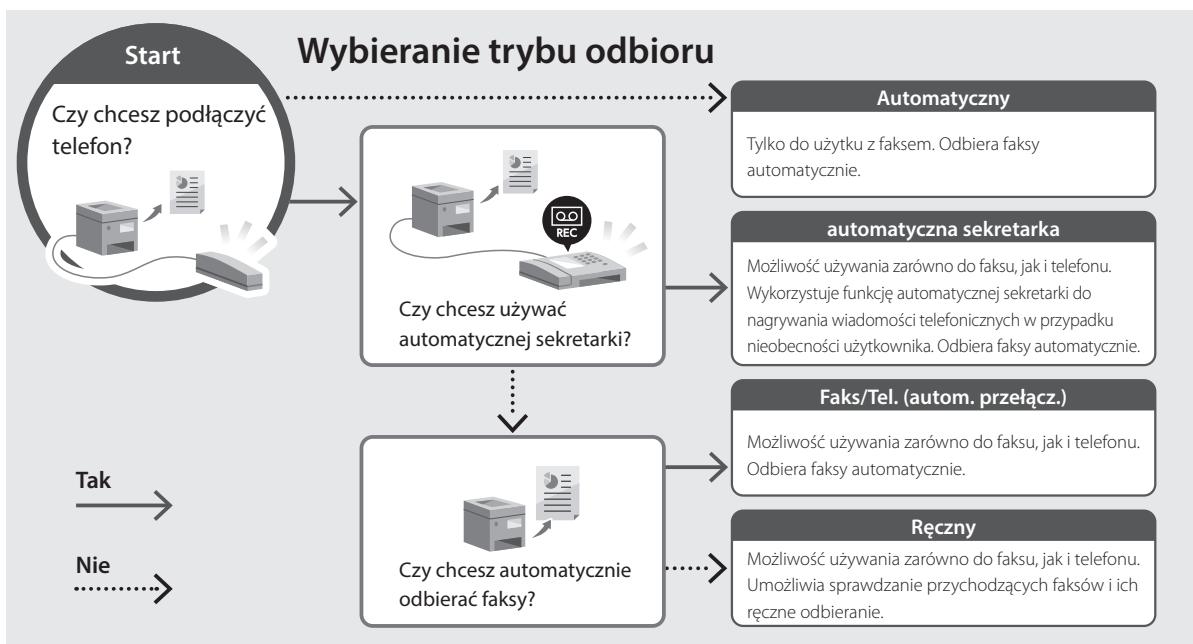 Wybieranie trybu odbioru
Start
Czy chcesz podłączyć
telefon?
REC
Czy chcesz używać
automatycznej sekretarki?
Czy chcesz automatycznie
odbierać faksy?
Automatyczny
Tylko do użytku z faksem. Odbiera faksy
automatycznie.
automatyczna sekretarka
Możliwość używania zarówno do faksu, jak i telefonu.
Wykorzystuje funkcję automatycznej sekretarki do
nagrywania wiadomości telefonicznych w przypadku
nieobecności użytkownika. Odbiera faksy automatycznie.
Faks/Tel. (autom. przełącz.)
Możliwość używania zarówno do faksu, jak i telefonu.
Odbiera faksy automatycznie.
Ręczny
Możliwość używania zarówno do faksu, jak i telefonu.
Umożliwia sprawdzanie przychodzących faksów i ich
ręczne odbieranie.
Tak
Nie